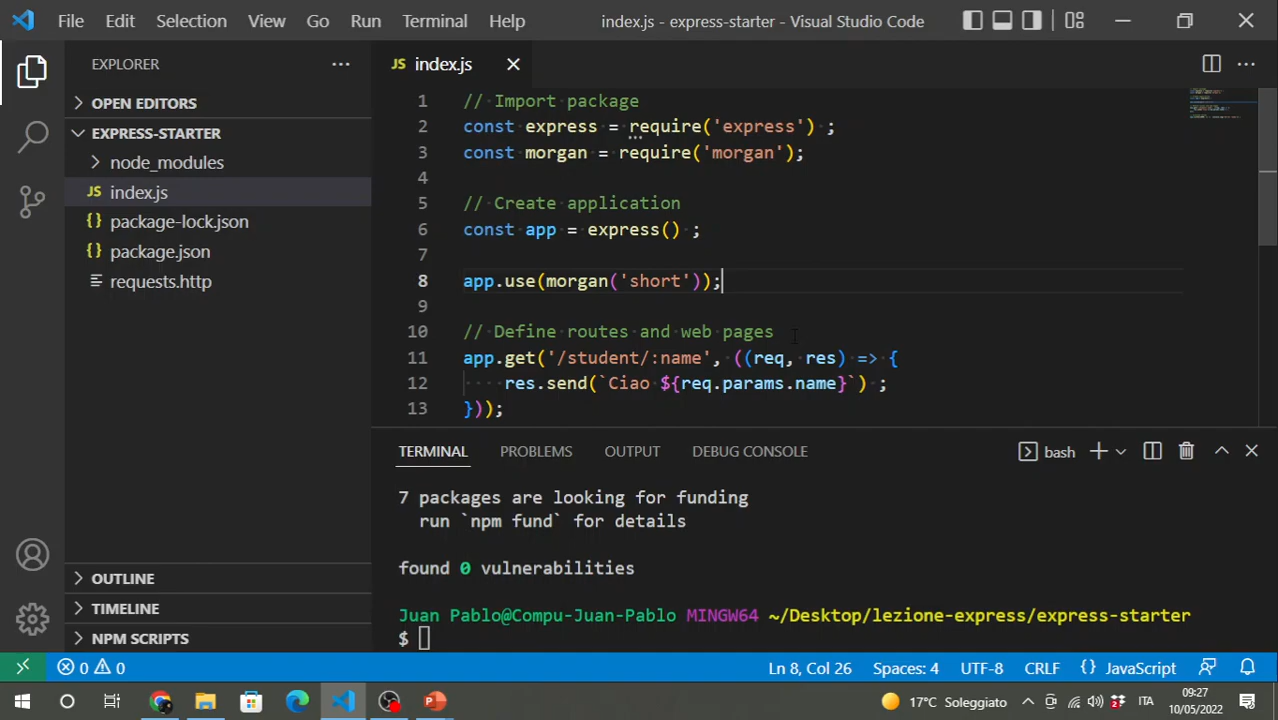 File Edit Selection View Go Run Terminal Help index.js - express-starter - Visual Studio Code
EXPLORER
OPEN EDITORS
EXPRESS-STARTER
node_modules
JS index.js
{} package-lock.json
{} package.json
requests.http
OUTLINE
TIMELINE
NPM SCRIPTS
JS index.js
1 // Import package
2 const express = require('express') ;
3 const morgan = require('morgan');
4
5 // Create application
6 const app = express() ;
7
8 app.use(morgan('short'));
9
10 // Define routes and web pages
11 app.get('/student/:name', ((req, res) => {
12 res.send(`Ciao ${req.params.name}`) ;
13 }));
TERMINAL PROBLEMS OUTPUT DEBUG CONSOLE bash
7 packages are looking for funding
run `npm fund` for details
found 0 vulnerabilities
Juan Pablo@Compu-Juan-Pablo MINGW64 ~/Desktop/lezione-express/express-starter
$
0 0 Ln 8, Col 26 Spaces: 4 UTF-8 CRLF {} JavaScript
17°C Soleggiato ITA 09:27
10/05/2022